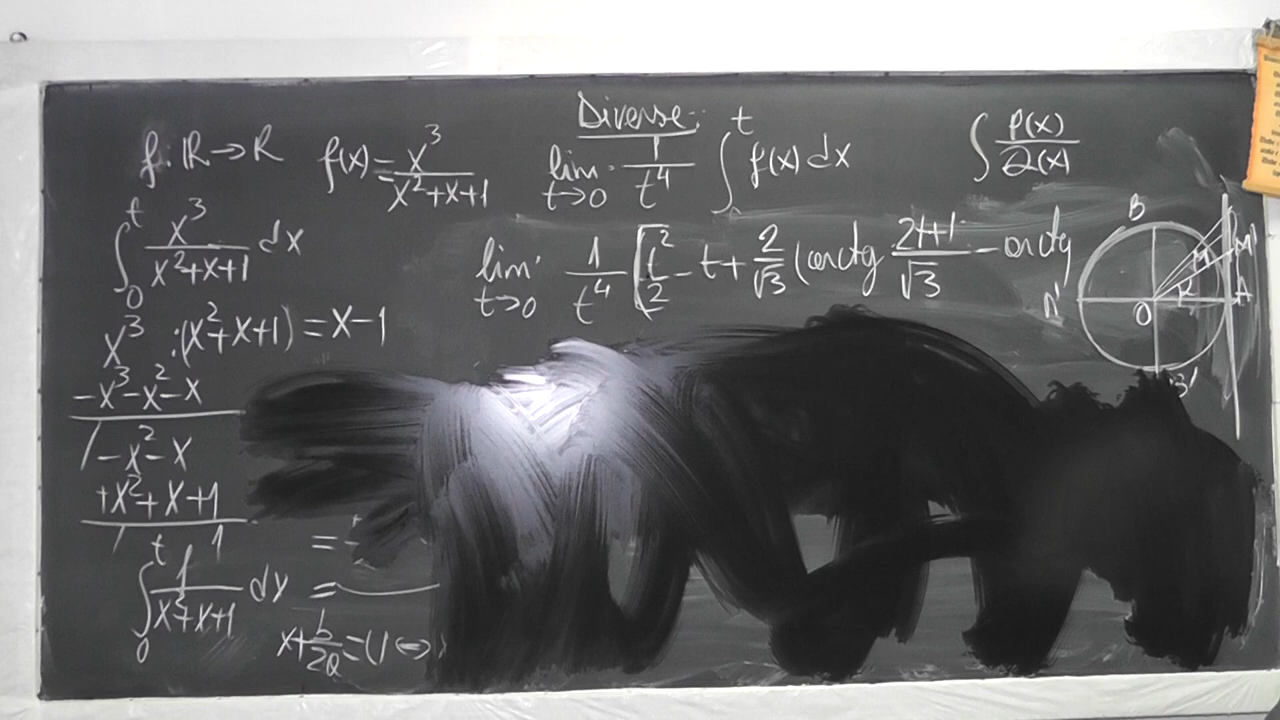 Diverse:
f: R → R f(x) = x³/(x²+x+1) lim t→0 1/t⁴ ∫ t f(x) dx ∫ P(x)/Q(x)
∫₀ᵗ x³/(x²+x+1) dx
lim t→0 1/t⁴ [t²/2 - t + 2/√3 (arctg 2t+1/√3 - arctg
x³ : (x²+x+1) = x-1
-x³-x²-x
/ -x²-x
+x²+x+1
/ / 1
∫₀ᵗ 1/(x²+x+1) dy =
x + b/2a = u ⇔
B
M
A
O
B'